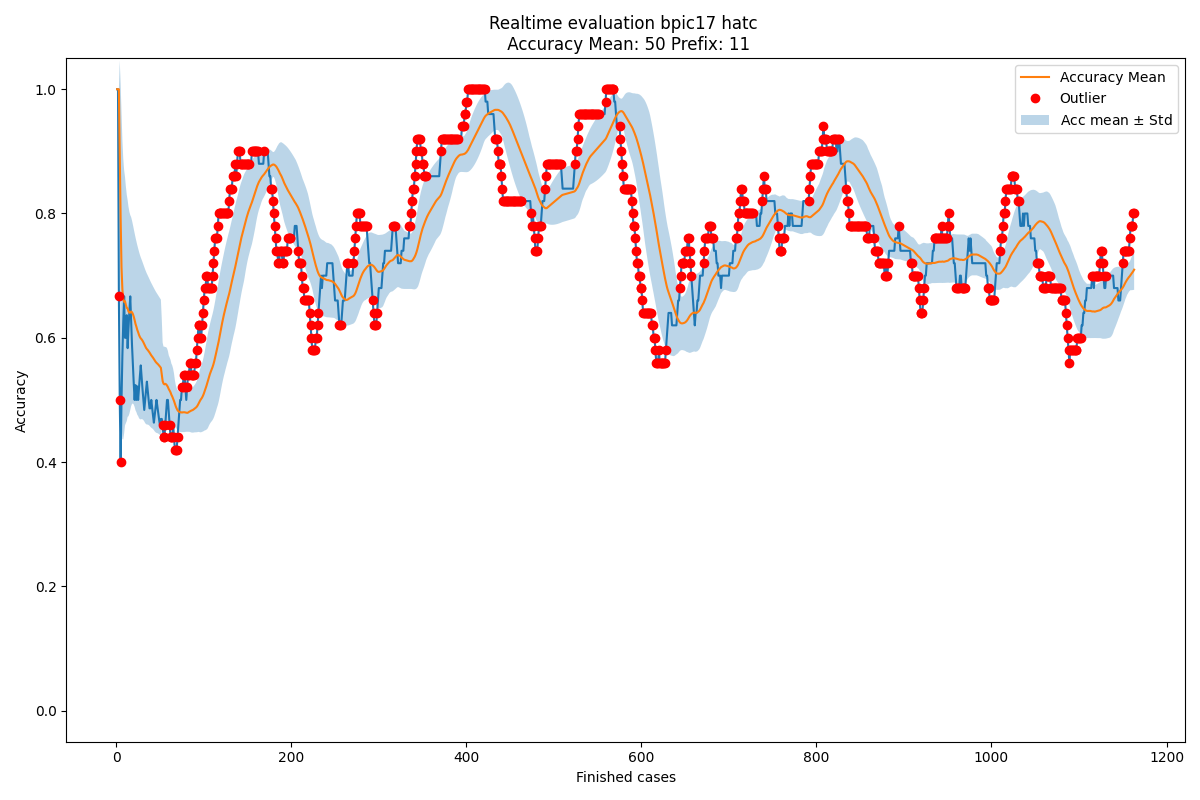 Realtime evaluation bpic17 hatc
Accuracy Mean: 50 Prefix: 11
Accuracy Mean
Outlier
Acc mean ± Std
1.0
0.8
0.6
0.4
0.2
0.0
Accuracy
0
200
400
600
800
1000
1200
Finished cases